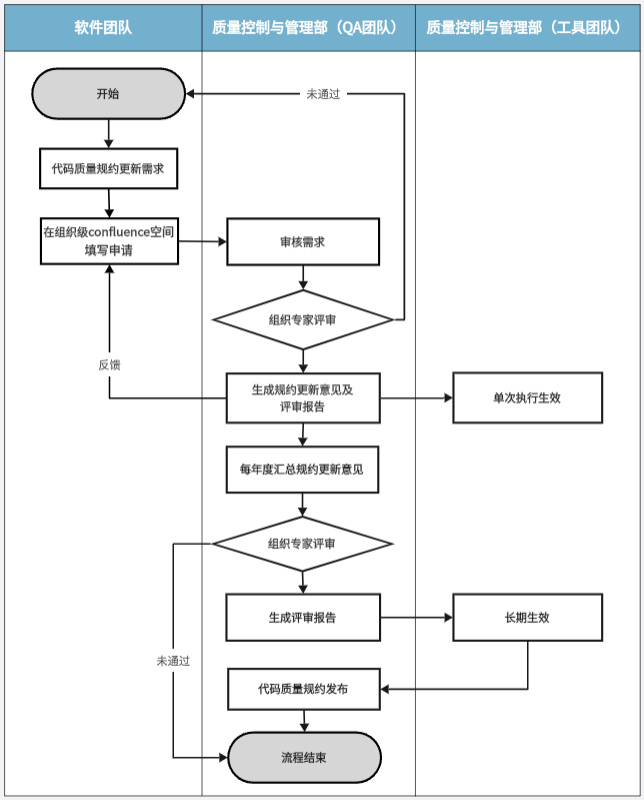 软件团队
质量控制与管理部（QA团队）
质量控制与管理部（工具团队）
开始
未通过
代码质量规约更新需求
在组织级confluence空间
填写申请
审核需求
组织专家评审
反馈
生成规约更新意见及
评审报告
单次执行生效
每年度汇总规约更新意见
组织专家评审
生成评审报告
长期生效
未通过
代码质量规约发布
流程结束